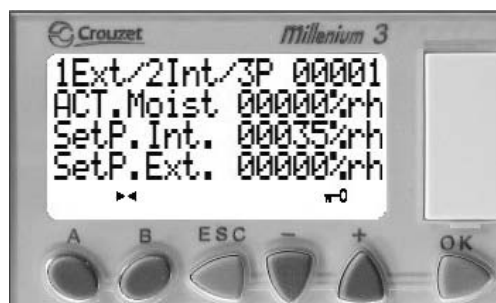 Crouzet Millenium 3
1Ext/2Int/3P 00001
ACT.Moist 00000%rh
SetP.Int. 00035%rh
SetP.Ext. 00000%rh
A B ESC - + OK